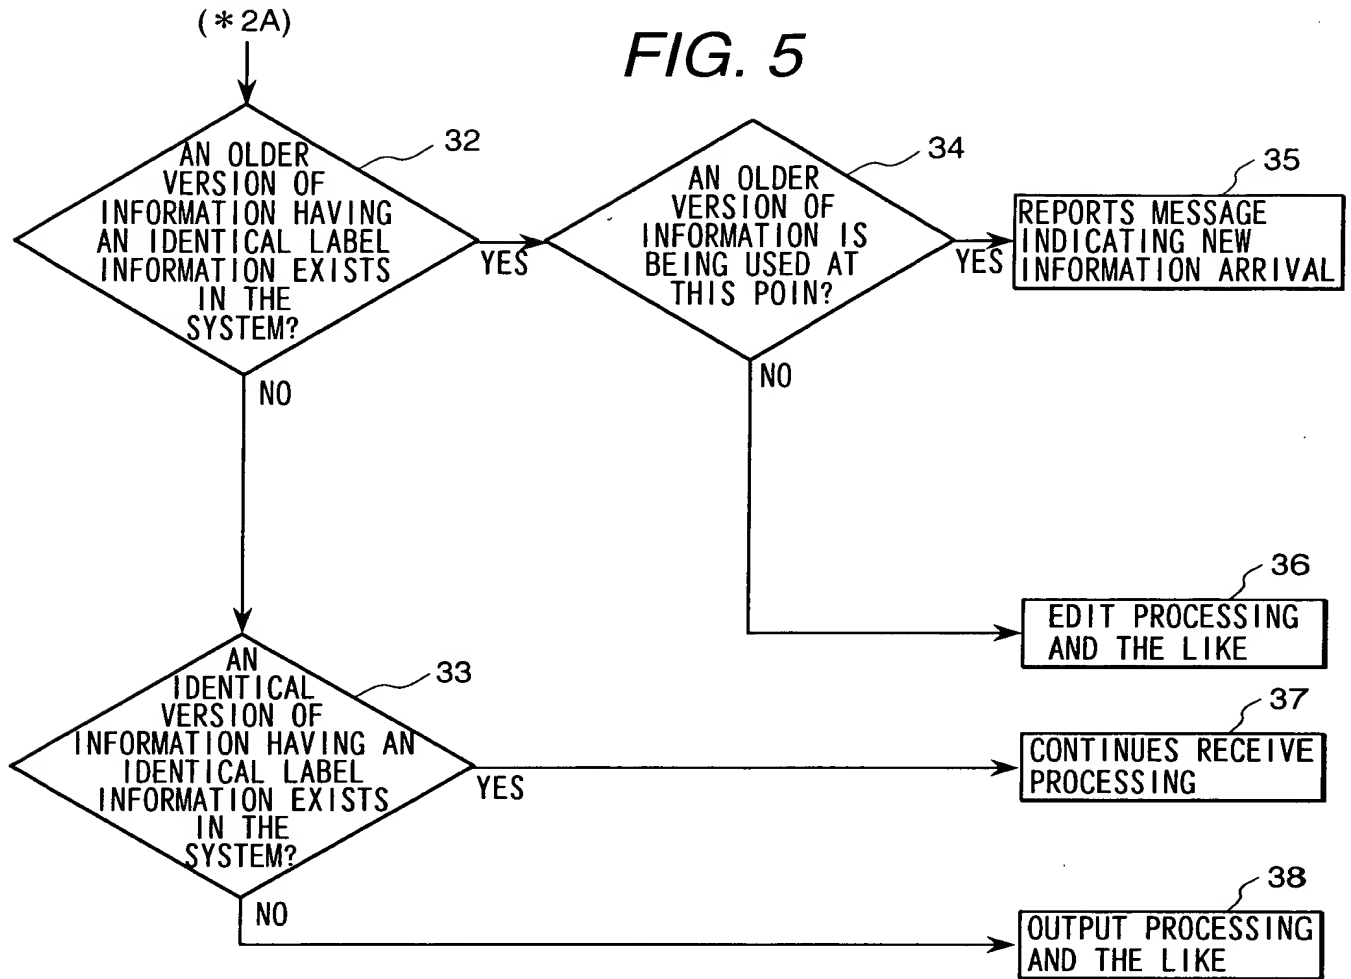 (*2A)
FIG. 5
AN OLDER
VERSION OF
INFORMATION HAVING
AN IDENTICAL LABEL
INFORMATION EXISTS
IN THE
SYSTEM?
32
YES
NO
AN OLDER
VERSION OF
INFORMATION IS
BEING USED AT
THIS POIN?
34
YES
NO
35
REPORTS MESSAGE
INDICATING NEW
INFORMATION ARRIVAL
36
EDIT PROCESSING
AND THE LIKE
AN
IDENTICAL
VERSION OF
INFORMATION HAVING AN
IDENTICAL LABEL
INFORMATION EXISTS
IN THE
SYSTEM?
33
YES
NO
37
CONTINUES RECEIVE
PROCESSING
38
OUTPUT PROCESSING
AND THE LIKE